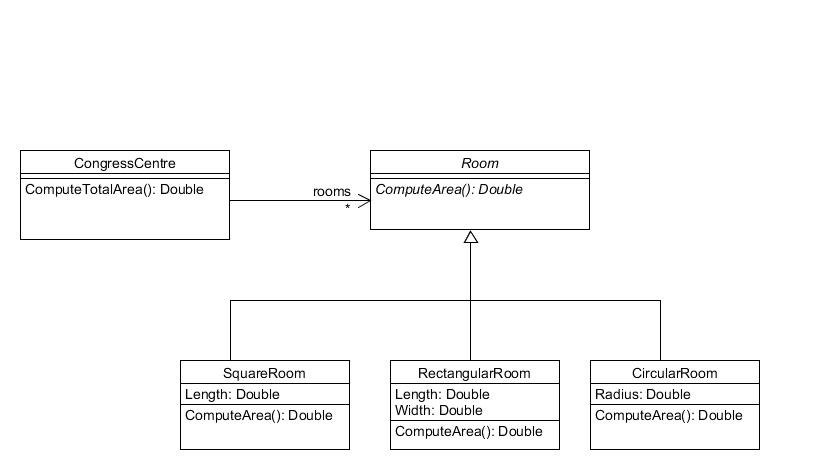 CongressCentre
ComputeTotalArea(): Double
rooms
*
Room
ComputeArea(): Double
SquareRoom
Length: Double
ComputeArea(): Double
RectangularRoom
Length: Double
Width: Double
ComputeArea(): Double
CircularRoom
Radius: Double
ComputeArea(): Double